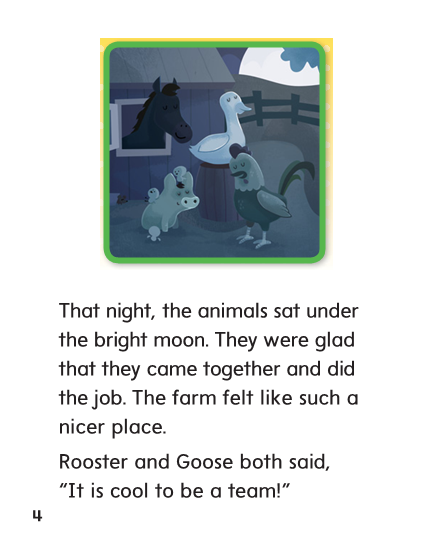 That night, the animals sat under
the bright moon. They were glad
that they came together and did
the job. The farm felt like such a
nicer place.
Rooster and Goose both said,
“It is cool to be a team!”
4